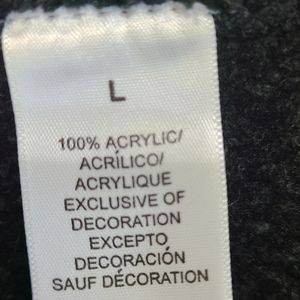 L
100% ACRYLIC/
ACRÍLICO/
ACRYLIQUE
EXCLUSIVE OF
DECORATION
EXCEPTO
DECORACIÓN
SAUF DÉCORATION